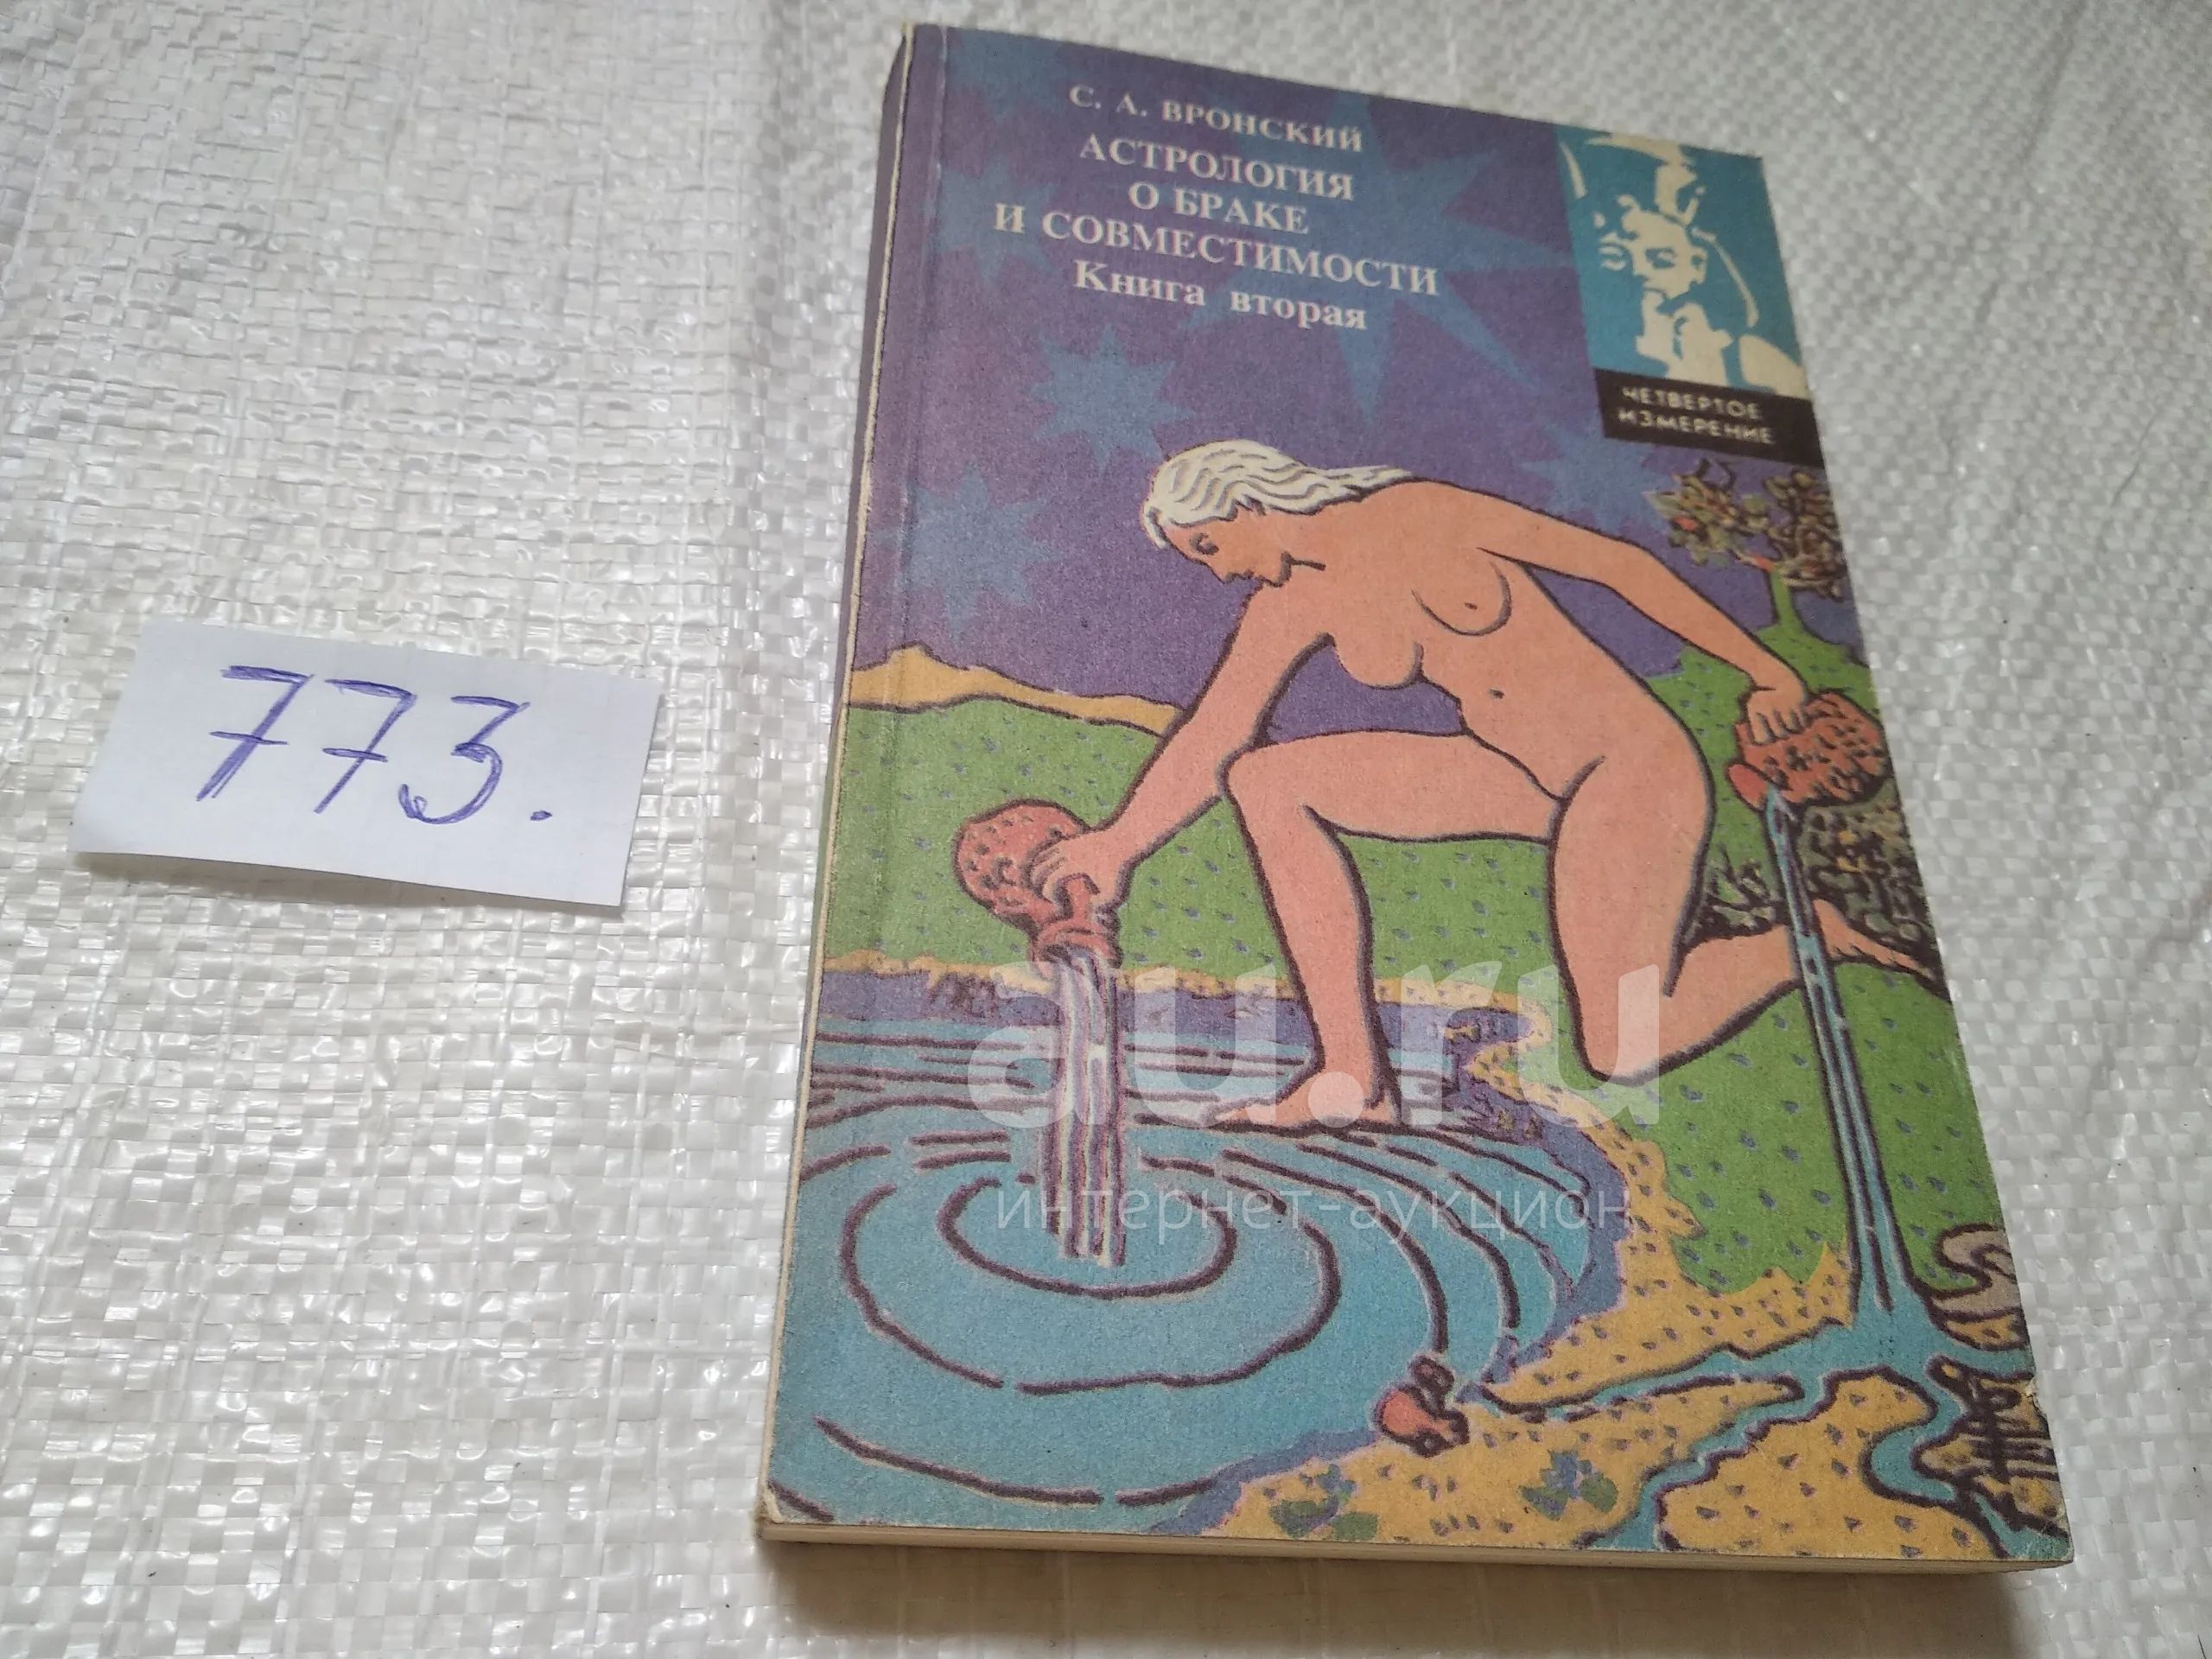 С. А. ВРОНСКИЙ
АСТРОЛОГИЯ
О БРАКЕ
И СОВМЕСТИМОСТИ
Книга вторая
ЧЕТВЕРТОЕ
ИЗМЕРЕНИЕ
773.
au.ru
интернет-аукцион